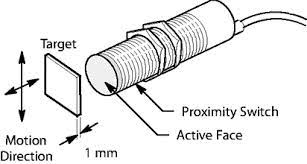 Target
Proximity Switch
Active Face
Motion
Direction
1 mm